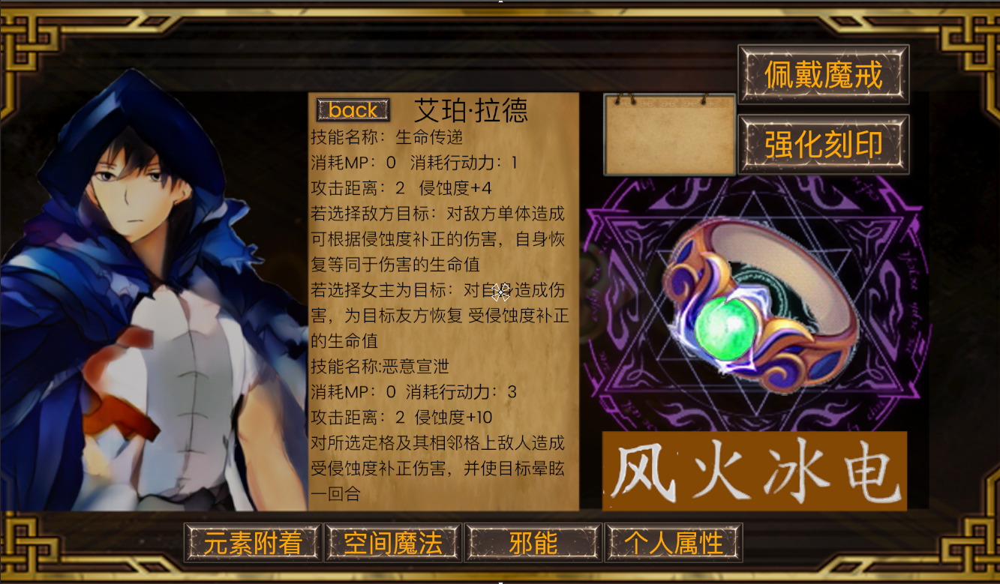 佩戴魔戒
强化刻印
back 艾珀·拉德
技能名称：生命传递
消耗MP：0 消耗行动力：1
攻击距离：2 侵蚀度+4
若选择敌方目标：对敌方单体造成
可根据侵蚀度补正的伤害，自身恢
复等同于伤害的生命值
若选择女主为目标：对自身造成伤
害，为目标友方恢复 受侵蚀度补正
的生命值
技能名称:恶意宣泄
消耗MP：0 消耗行动力：3
攻击距离：2 侵蚀度+10
对所选定格及其相邻格上敌人造成
受侵蚀度补正伤害，并使目标晕眩
一回合
风火冰电
元素附着 空间魔法 邪能 个人属性